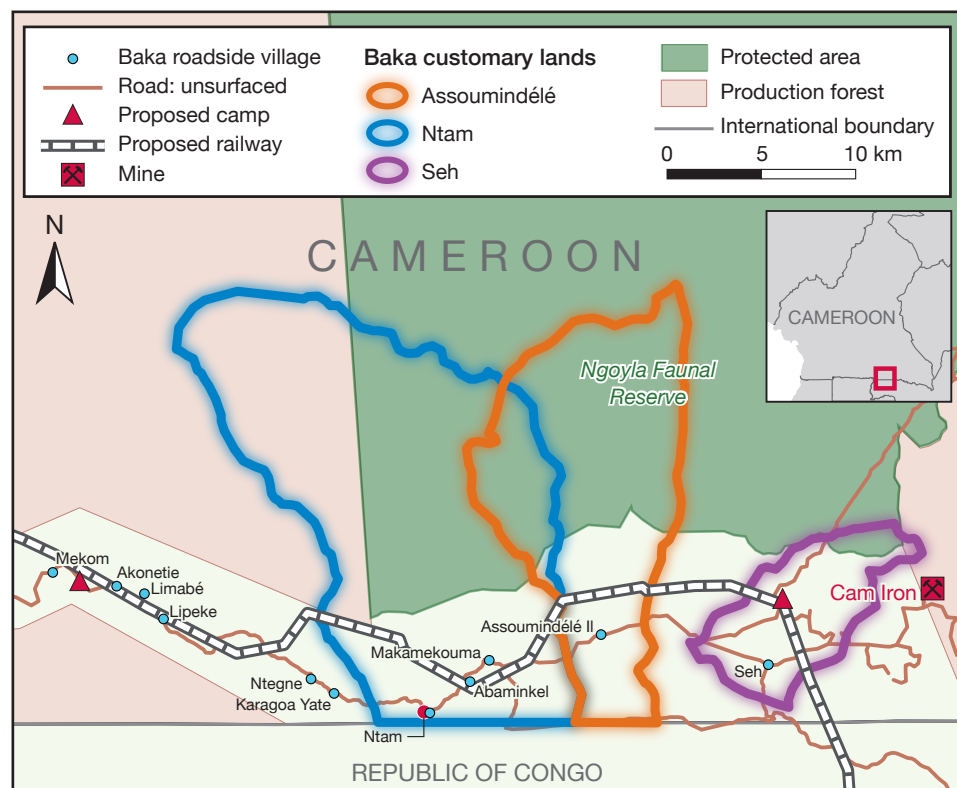 Baka roadside village
Road: unsurfaced
Proposed camp
Proposed railway
Mine
Baka customary lands
Assoumindélé
Ntam
Seh
Protected area
Production forest
International boundary
0 5 10 km
N
CAMEROON
CAMEROON
Ngoyla Faunal
Reserve
Mekom
Akonetie
Limabé
Lipeke
Cam Iron
Assoumindélé II
Makamekouma
Seh
Ntegne
Abaminkel
Karagoa Yate
Ntam
REPUBLIC OF CONGO